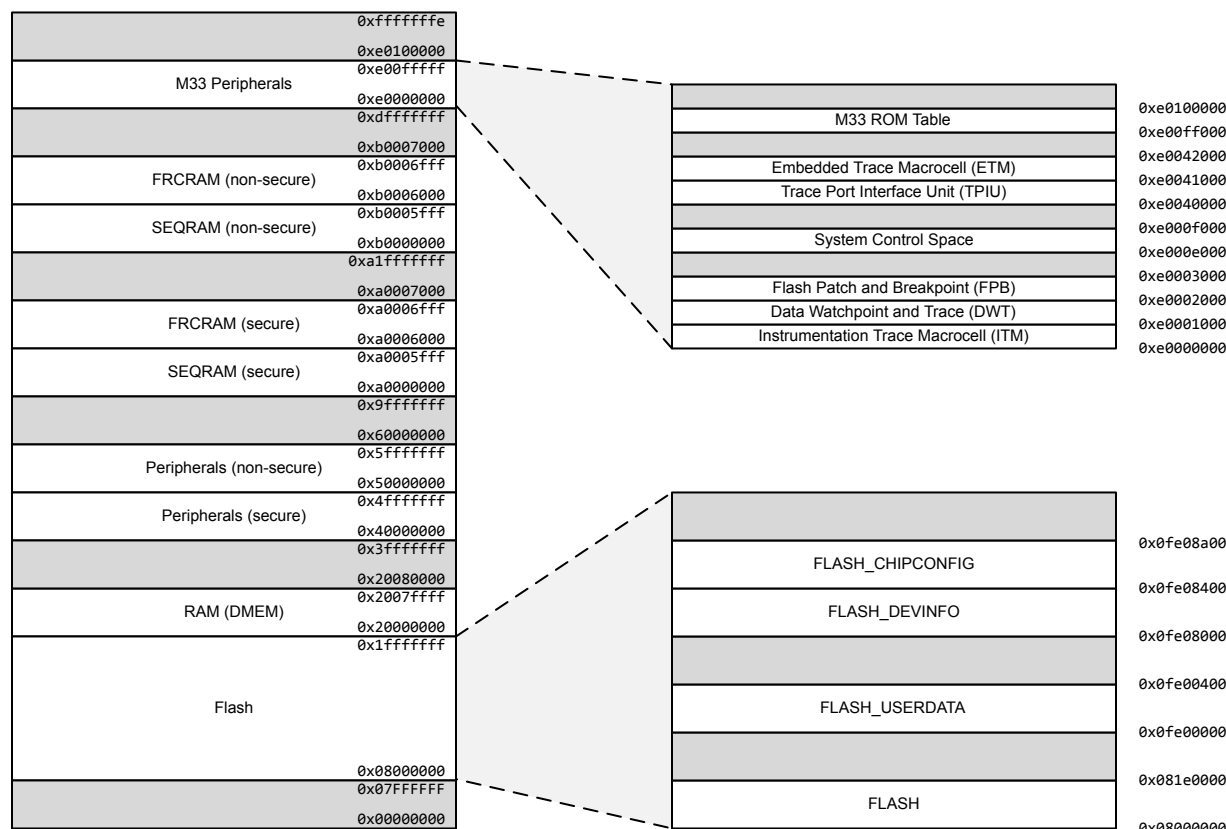 0xfffffffe
0xe0100000
0xe00fffff
M33 Peripherals
0xe0000000
0xdfffffff
0xb0007000
0xb0006fff
FRCRAM (non-secure)
0xb0006000
0xb0005fff
SEQRAM (non-secure)
0xb0000000
0xa1ffffff
0xa0007000
0xa0006fff
FRCRAM (secure)
0xa0006000
0xa0005fff
SEQRAM (secure)
0xa0000000
0x9fffffff
0x60000000
0x5fffffff
Peripherals (non-secure)
0x50000000
0x4fffffff
Peripherals (secure)
0x40000000
0x3fffffff
0x20080000
0x2007ffff
RAM (DMEM)
0x20000000
0x1fffffff
Flash
0x08000000
0x07FFFFFF
0x00000000
0xe0100000
M33 ROM Table
0xe00ff000
0xe0042000
Embedded Trace Macrocell (ETM)
0xe0041000
Trace Port Interface Unit (TPIU)
0xe0040000
0xe000f000
System Control Space
0xe000e000
0xe0003000
Flash Patch and Breakpoint (FPB)
0xe0002000
Data Watchpoint and Trace (DWT)
0xe0001000
Instrumentation Trace Macrocell (ITM)
0xe0000000
0x0fe08a00
FLASH_CHIPCONFIG
0x0fe08400
FLASH_DEVINFO
0x0fe08000
0x0fe00400
FLASH_USERDATA
0x0fe00000
0x081e0000
FLASH
0x08000000